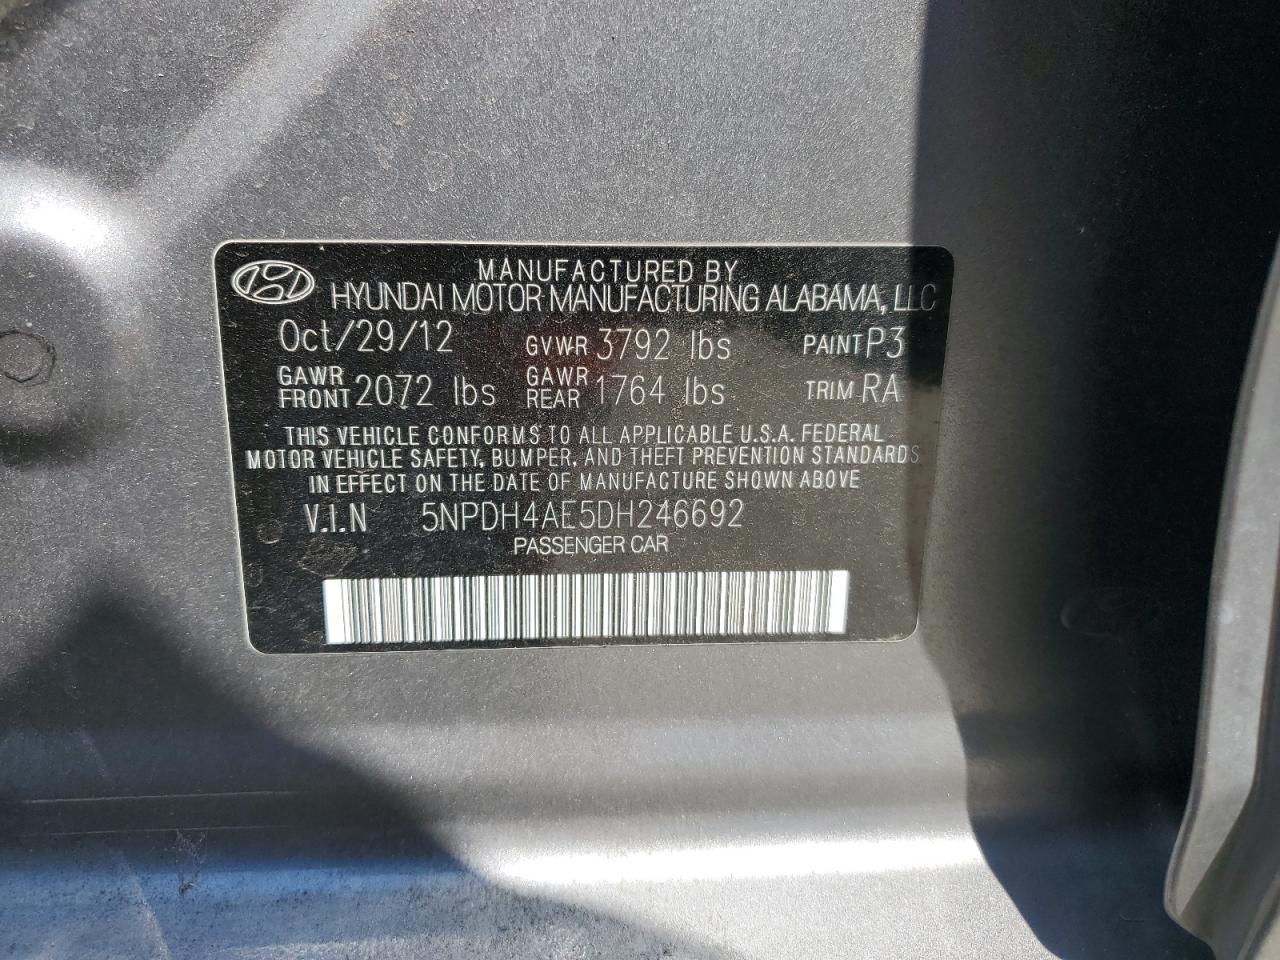 MANUFACTURED BY
HYUNDAI MOTOR MANUFACTURING ALABAMA, LLC
Oct/29/12 GVWR 3792 lbs PAINT P3
GAWR FRONT 2072 lbs GAWR REAR 1764 lbs TRIM RA
THIS VEHICLE CONFORMS TO ALL APPLICABLE U.S.A. FEDERAL
MOTOR VEHICLE SAFETY, BUMPER, AND THEFT PREVENTION STANDARDS
IN EFFECT ON THE DATE OF MANUFACTURE SHOWN ABOVE
V.I.N 5NPDH4AE5DH246692
PASSENGER CAR